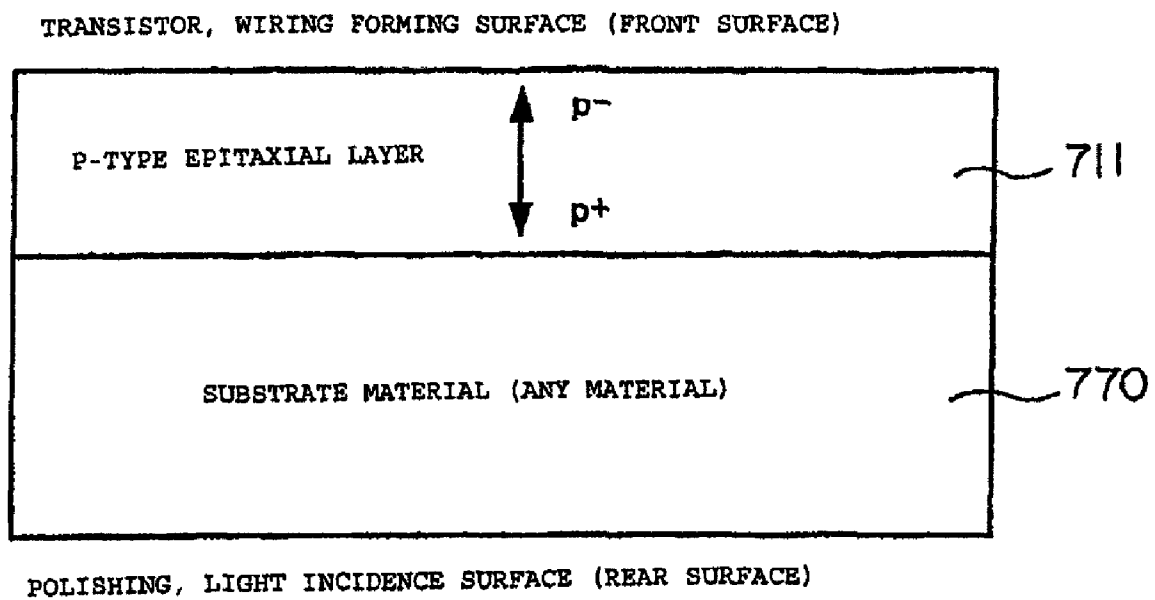 TRANSISTOR, WIRING FORMING SURFACE (FRONT SURFACE)
p-
P-TYPE EPITAXIAL LAYER
711
p+
SUBSTRATE MATERIAL (ANY MATERIAL)
770
POLISHING, LIGHT INCIDENCE SURFACE (REAR SURFACE)